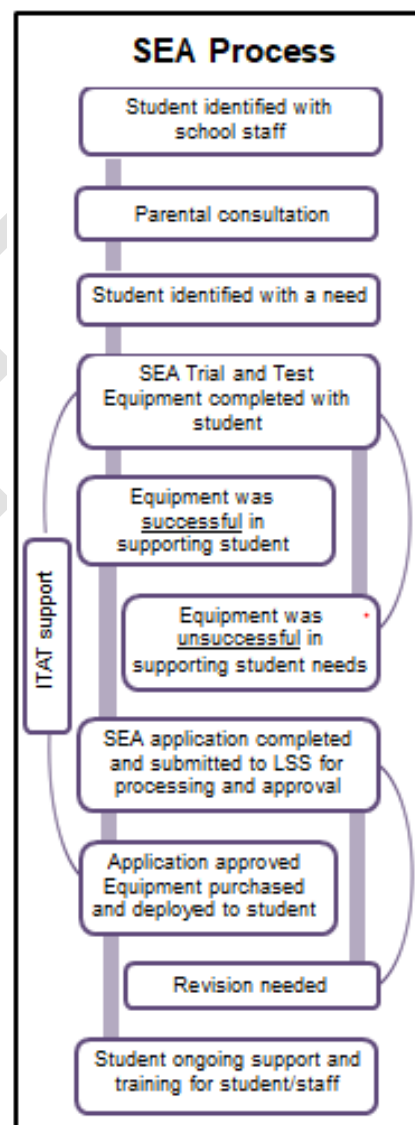 SEA Process
Student identified with
school staff
Parental consultation
Student identified with a need
SEA Trial and Test
Equipment completed with
student
Equipment was
successful in
supporting student
ITAT support
Equipment was *
unsuccessful in
supporting student needs
SEA application completed
and submitted to LSS for
processing and approval
Application approved
Equipment purchased
and deployed to student
Revision needed
Student ongoing support and
training for student/staff